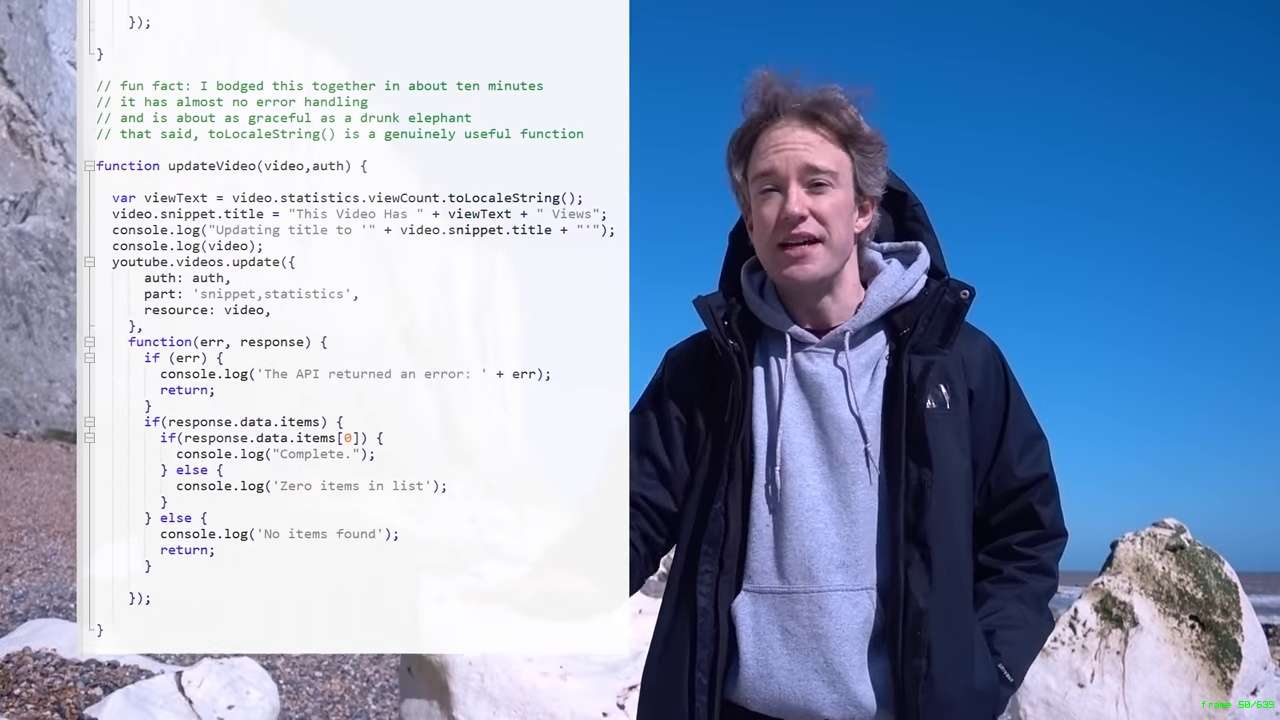 });
}
// fun fact: I bodged this together in about ten minutes
// it has almost no error handling
// and is about as graceful as a drunk elephant
// that said, toLocaleString() is a genuinely useful function
function updateVideo(video,auth) {
var viewText = video.statistics.viewCount.toLocaleString();
video.snippet.title = "This Video Has " + viewText + " Views";
console.log("Updating title to '" + video.snippet.title + "'");
console.log(video);
youtube.videos.update({
auth: auth,
part: 'snippet,statistics',
resource: video,
},
function(err, response) {
if (err) {
console.log('The API returned an error: ' + err);
return;
}
if(response.data.items) {
if(response.data.items[0]) {
console.log("Complete.");
} else {
console.log('Zero items in list');
}
} else {
console.log('No items found');
return;
}
});
}
frame 50/639